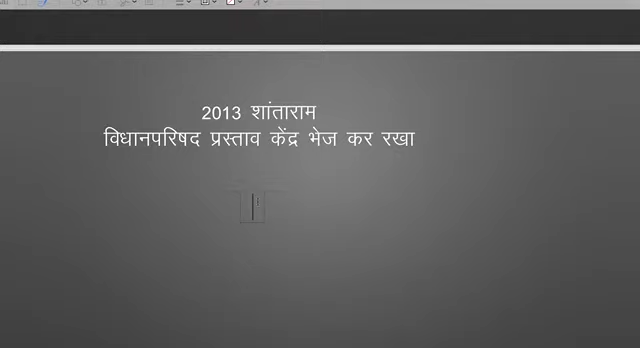 2013 शांताराम
विधानपरिषद प्रस्ताव केंद्र भेज कर रखा